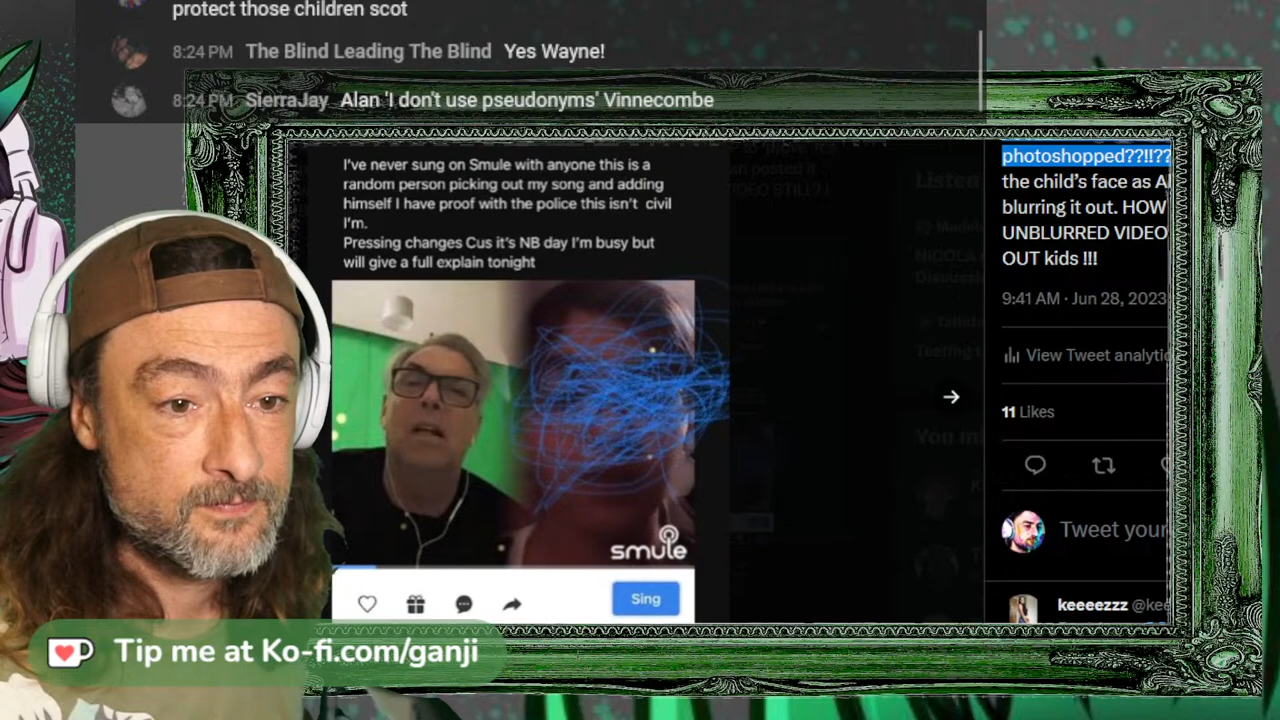 protect those children scot
8:24 PM The Blind Leading The Blind Yes Wayne!
8:24 PM SierraJay Alan 'I don't use pseudonyms' Vinnecombe
I've never sung on Smule with anyone this is a
random person picking out my song and adding
himself I have proof with the police this isn't civil
I'm.
Pressing changes Cus it's NB day I'm busy but
will give a full explain tonight
smule
Sing
photoshopped??!!??
the child's face as A
blurring it out. HOW
UNBLURRED VIDEO
OUT kids !!!
9:41 AM · Jun 28, 2023
View Tweet analytic
11 Likes
Tweet your
keeeezzz @kee
Tip me at Ko-fi.com/ganji